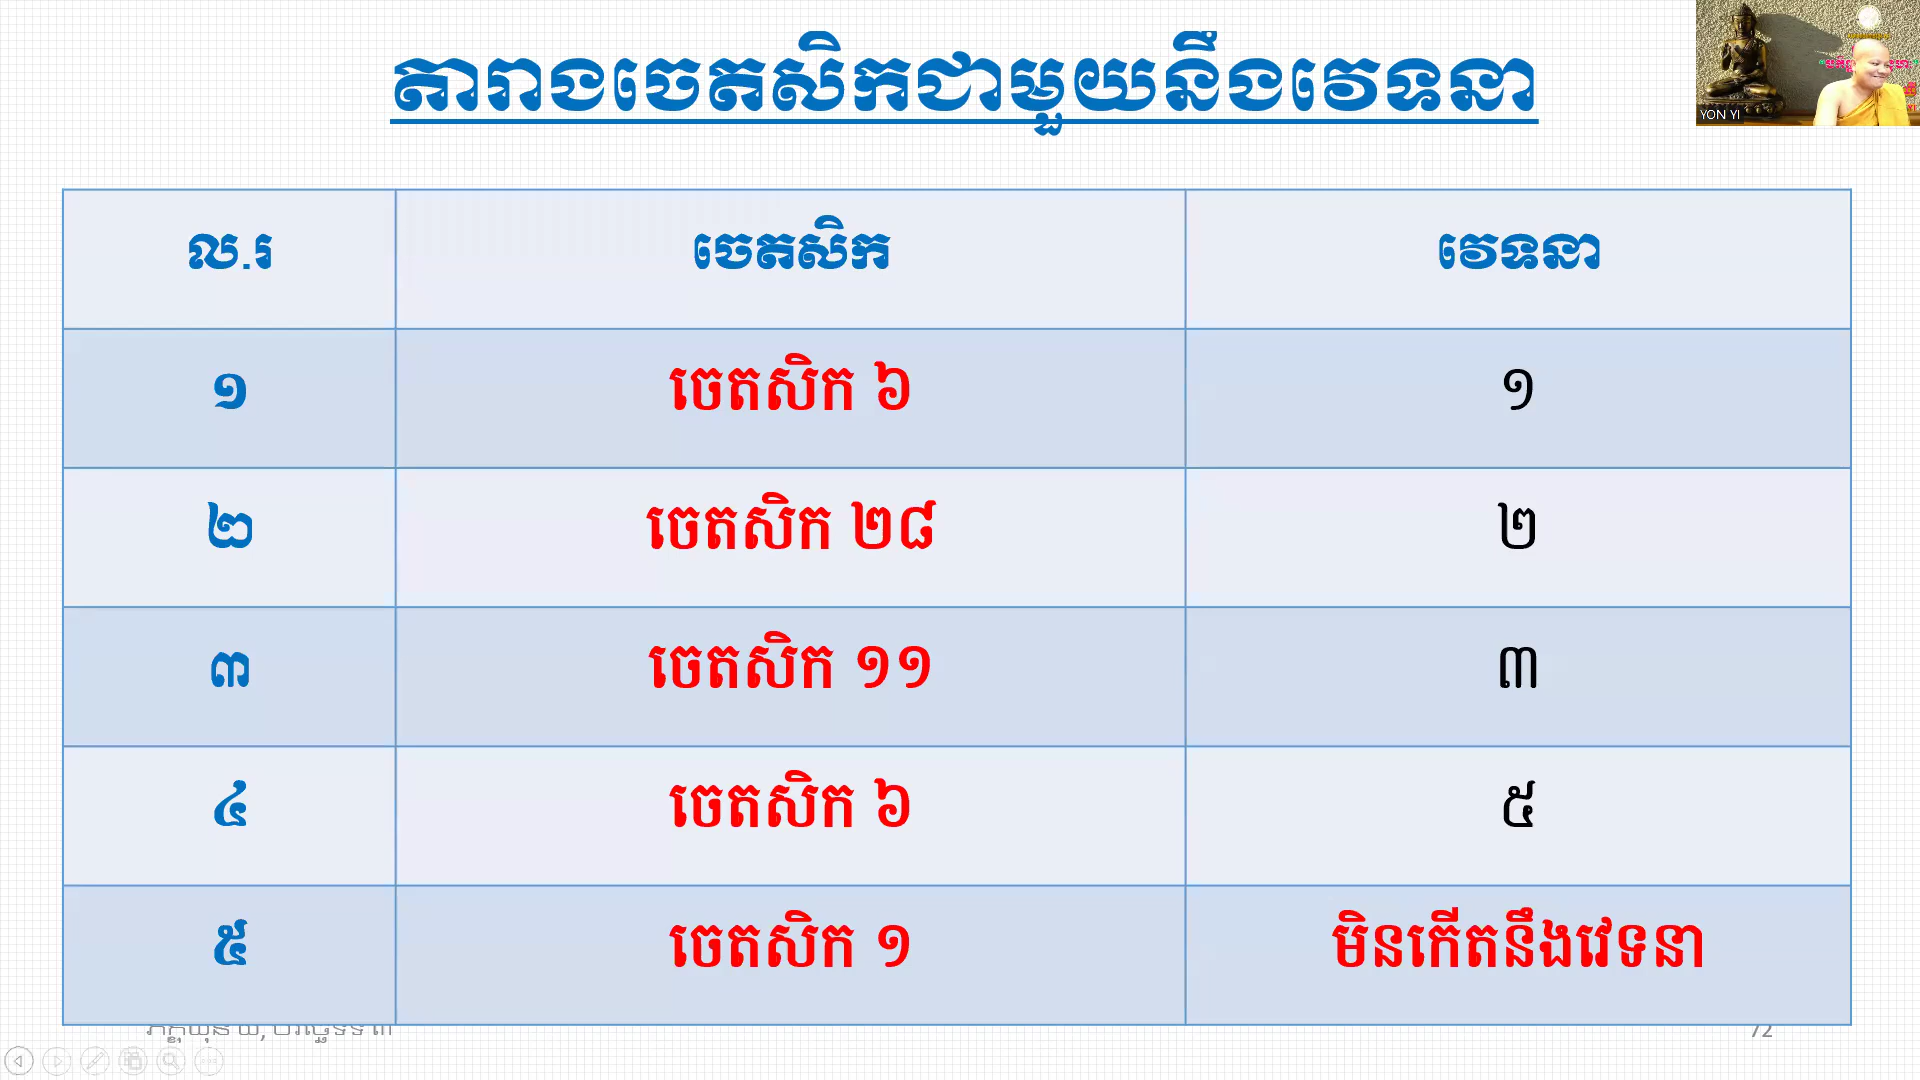 តារាងចេតសិកជាមួយនឹងវេទនា
YON YI
ល.រ ចេតសិក វេទនា
១ ចេតសិក ៦ ១
២ ចេតសិក ២៨ ២
៣ ចេតសិក ១១ ៣
៤ ចេតសិក ៦ ៥
៥ ចេតសិក ១ មិនកើតនឹងវេទនា
72